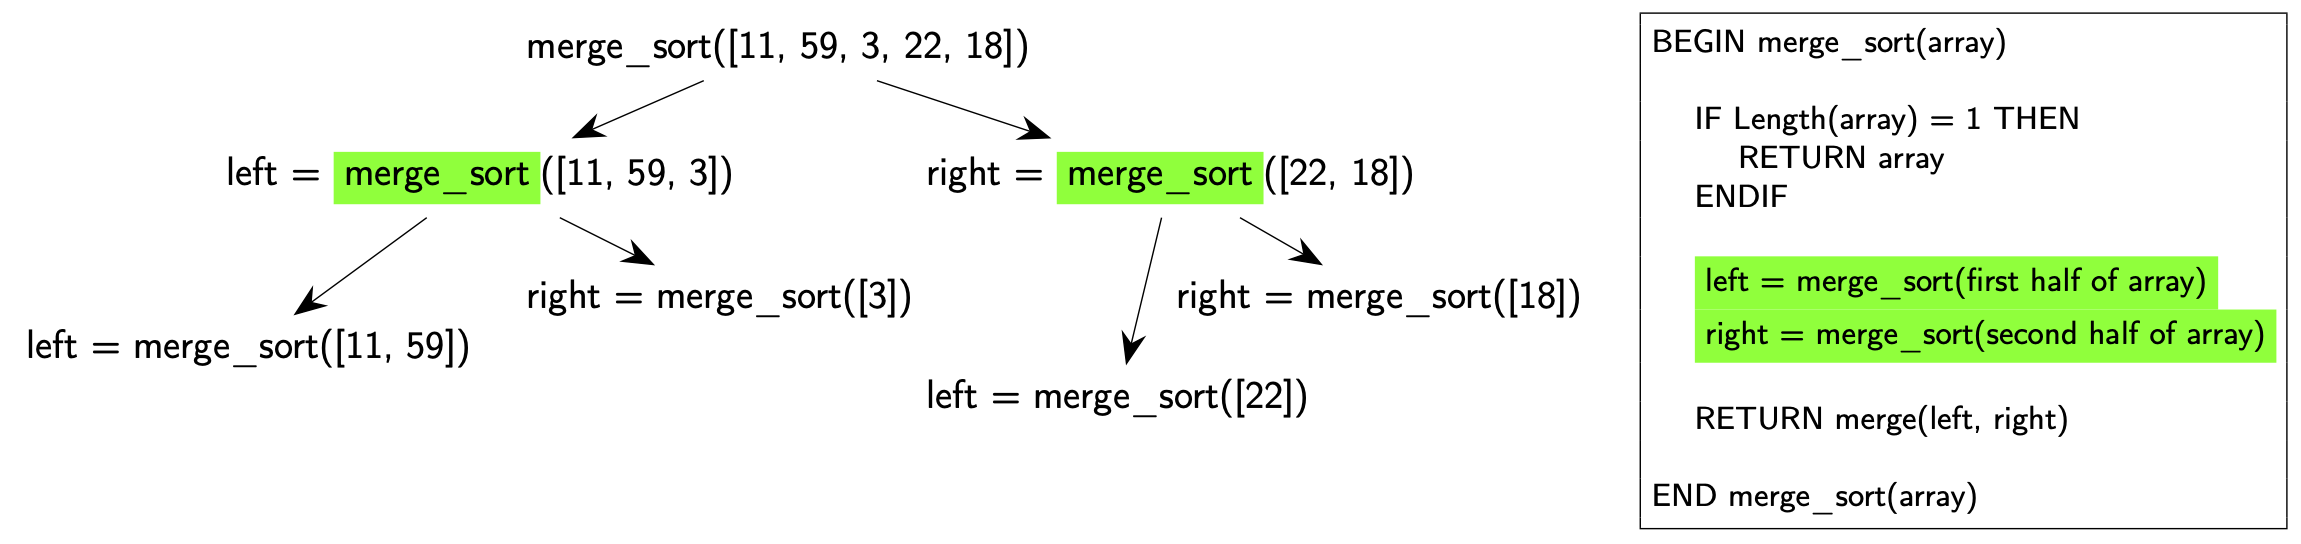 merge_sort([11, 59, 3, 22, 18])
left = merge_sort([11, 59, 3])
right = merge_sort([22, 18])
right = merge_sort([3])
right = merge_sort([18])
left = merge_sort([11, 59])
left = merge_sort([22])
BEGIN merge_sort(array)
IF Length(array) = 1 THEN
RETURN array
ENDIF
left = merge_sort(first half of array)
right = merge_sort(second half of array)
RETURN merge(left, right)
END merge_sort(array)